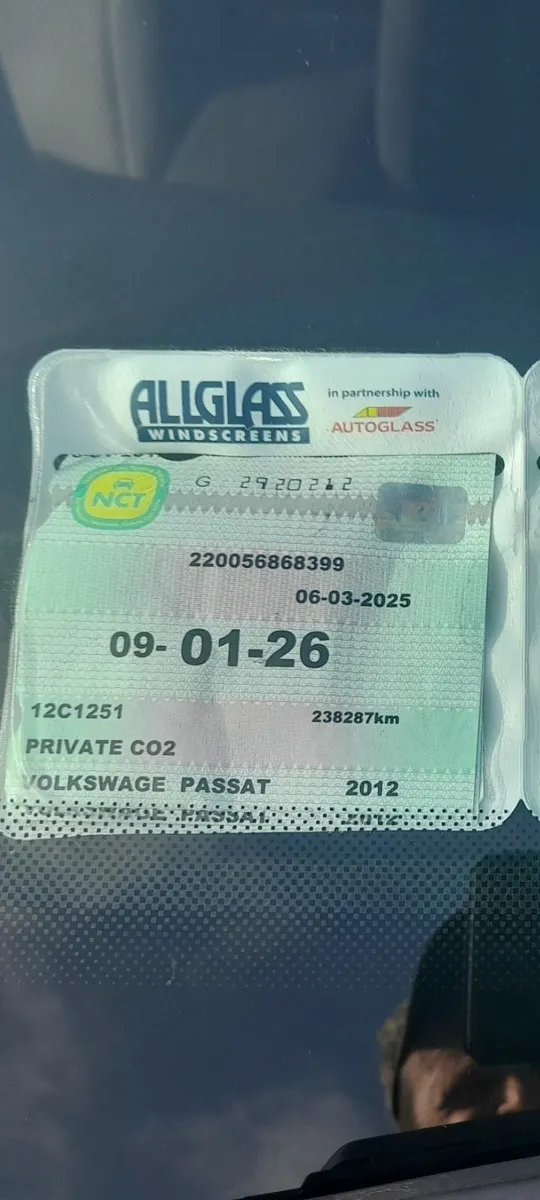 ALLGLASS
WINDSCREENS
in partnership with
AUTOGLASS
NCT
G 2920212
220056868399
06-03-2025
09-01-26
12C1251
238287km
PRIVATE CO2
VOLKSWAGE PASSAT 2012